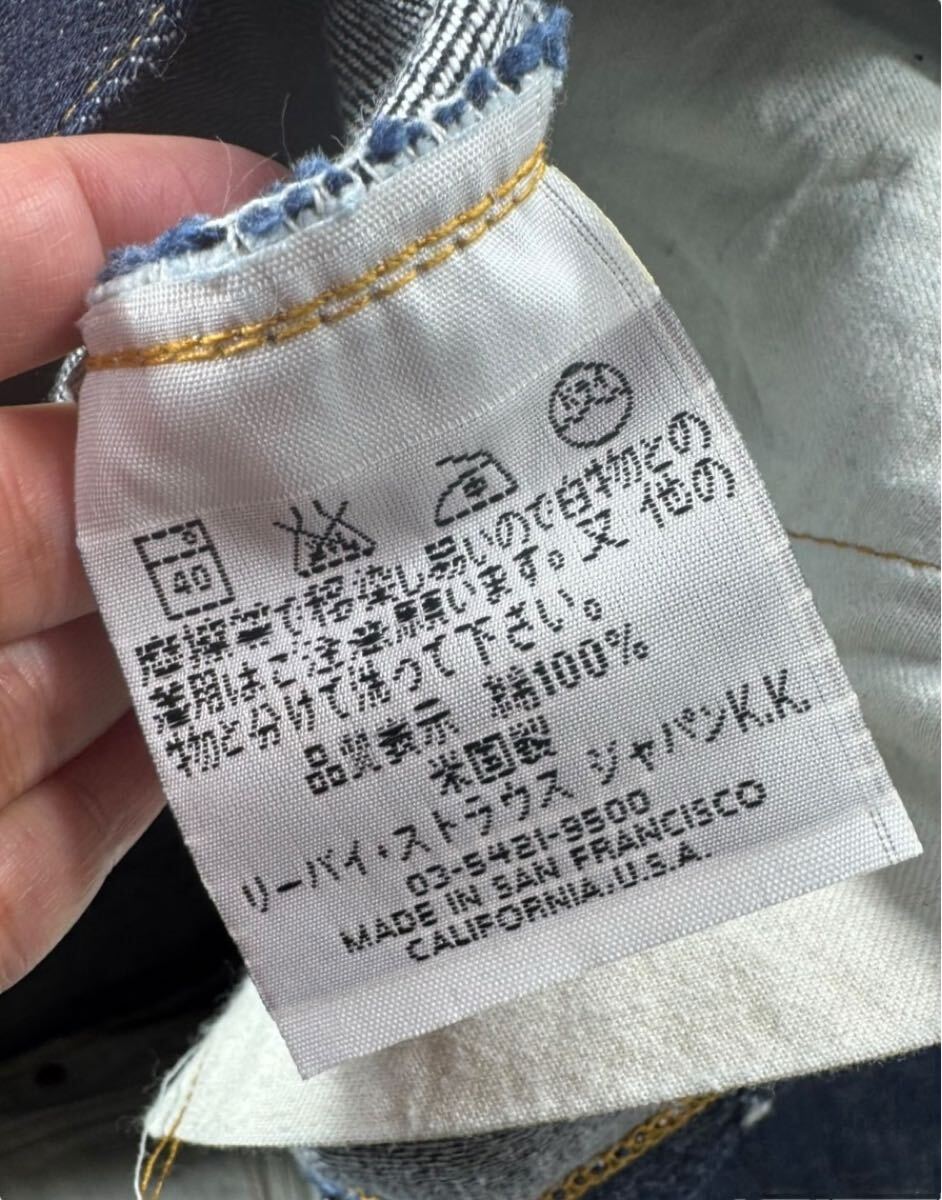 40
摩擦等で移染し易いので白物との
着用はご注意願います。又 他の
物と分けて洗って下さい。
品質表示 綿100%
米国製
リーバイ・ストラウス ジャパンK.K.
03-5421-9500
MADE IN SAN FRANCISCO
CALIFORNIA.U.S.A.